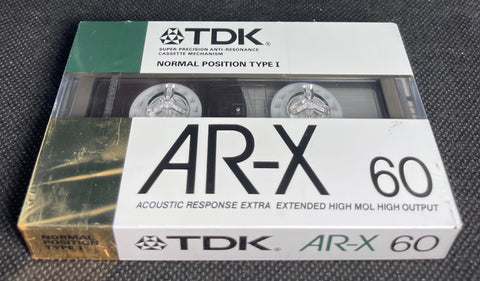 TDK
SUPER PRECISION ANTI-RESONANCE
CASSETTE MECHANISM
NORMAL POSITION TYPE I
AR-X 60
ACOUSTIC RESPONSE EXTRA EXTENDED HIGH MOL HIGH OUTPUT
NORMAL
POSITION
TYPE I
TDK AR-X 60